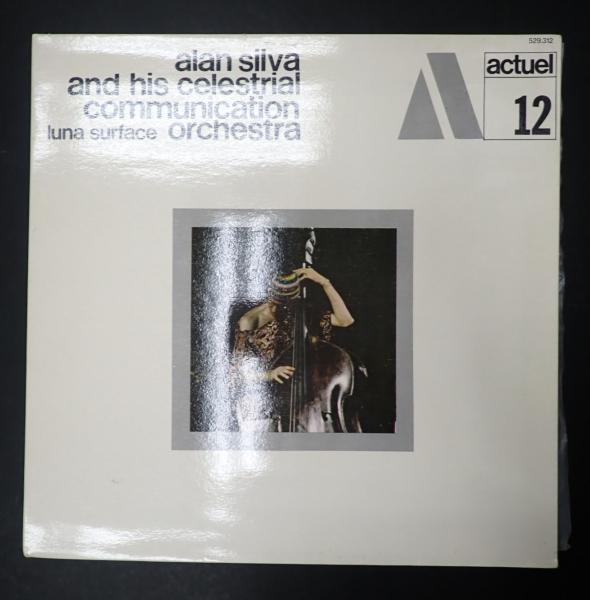 529.312
alan silva
and his celestrial
communication
luna surface orchestra
actuel
12